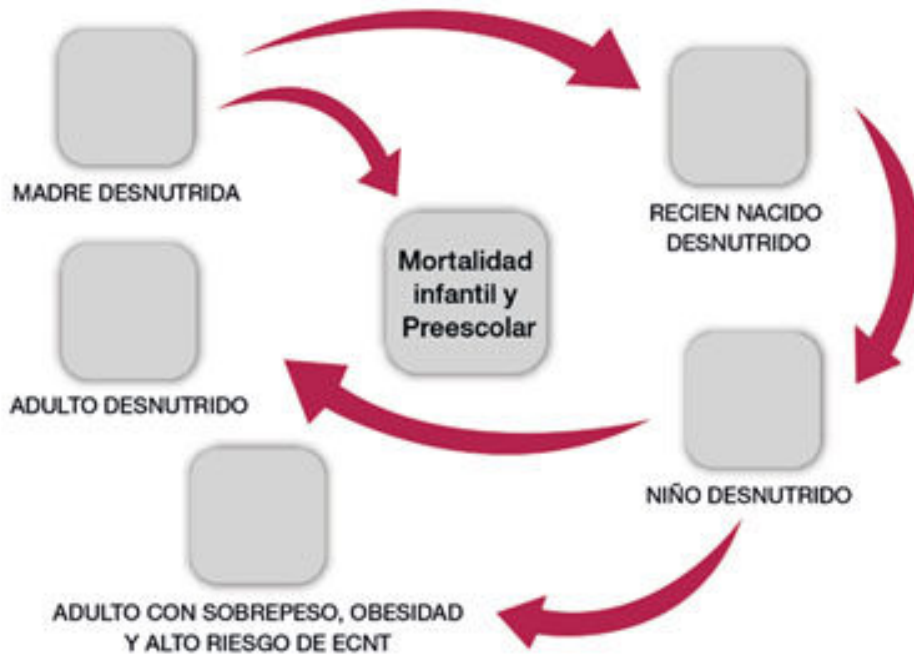 MADRE DESNUTRIDA
RECIEN NACIDO
DESNUTRIDO
Mortalidad
infantil y
Preescolar
ADULTO DESNUTRIDO
NIÑO DESNUTRIDO
ADULTO CON SOBREPESO, OBESIDAD
Y ALTO RIESGO DE ECNT